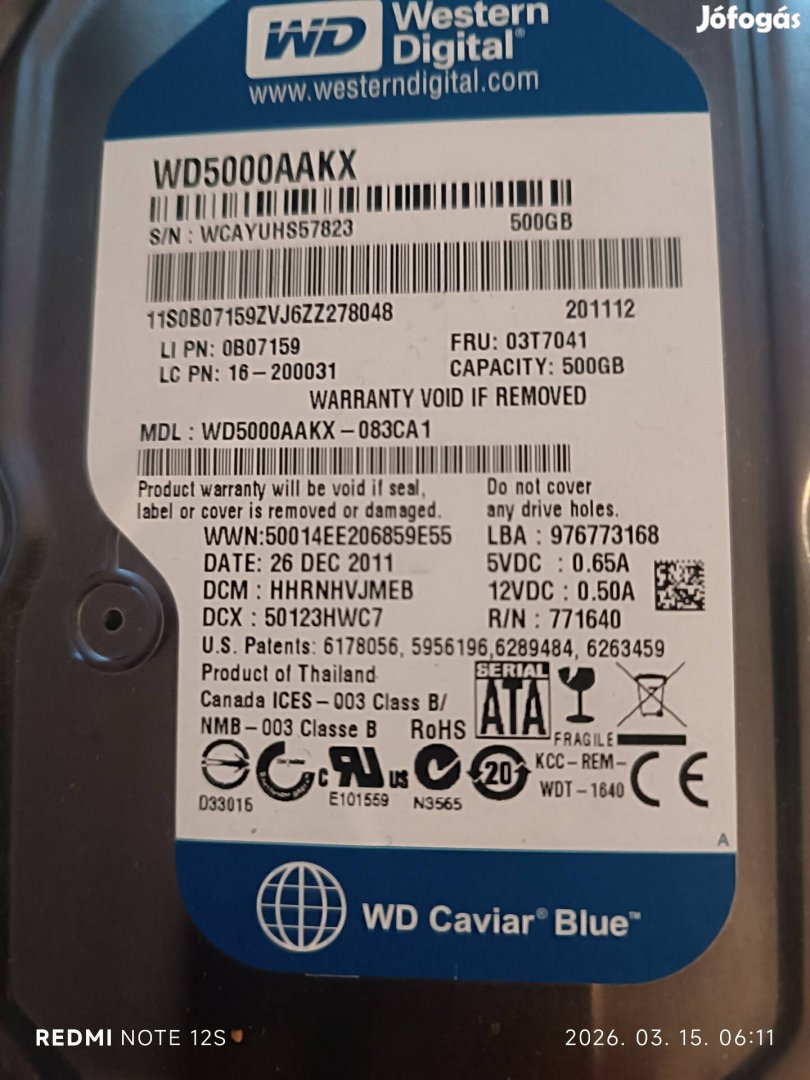 Jófogás
WD Western Digital®
www.westerndigital.com
WD5000AAKX
S/N : WCAYUHS57823 500GB
11S0B07159ZVJ6ZZ278048 201112
LI PN: 0B07159 FRU: 03T7041
LC PN: 16-200031 CAPACITY: 500GB
WARRANTY VOID IF REMOVED
MDL : WD5000AAKX-083CA1
Product warranty will be void if seal, Do not cover
label or cover is removed or damaged. any drive holes.
WWN:50014EE206859E55 LBA : 976773168
DATE: 26 DEC 2011 5VDC : 0.65A
DCM : HHRNHVJMEB 12VDC : 0.50A
DCX : 50123HWC7 R/N : 771640
U.S. Patents: 6178056, 5956196,6289484, 6263459
Product of Thailand
Canada ICES-003 Class B/
NMB-003 Classe B RoHS
SERIAL
ATA
FRAGILE
C US 20 KCC-REM-
WDT-1640 CE
D33015 E101559 N3565
A
WD Caviar® Blue™
REDMI NOTE 12S 2026. 03. 15. 06:11